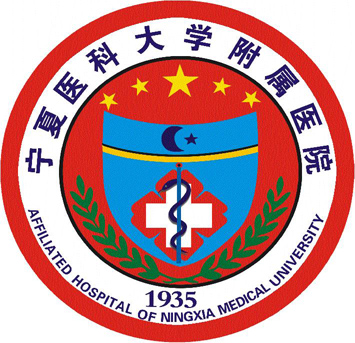 宁夏医科大学附属医院
1935
AFFILIATED HOSPITAL OF NINGXIA MEDICAL UNIVERSITY